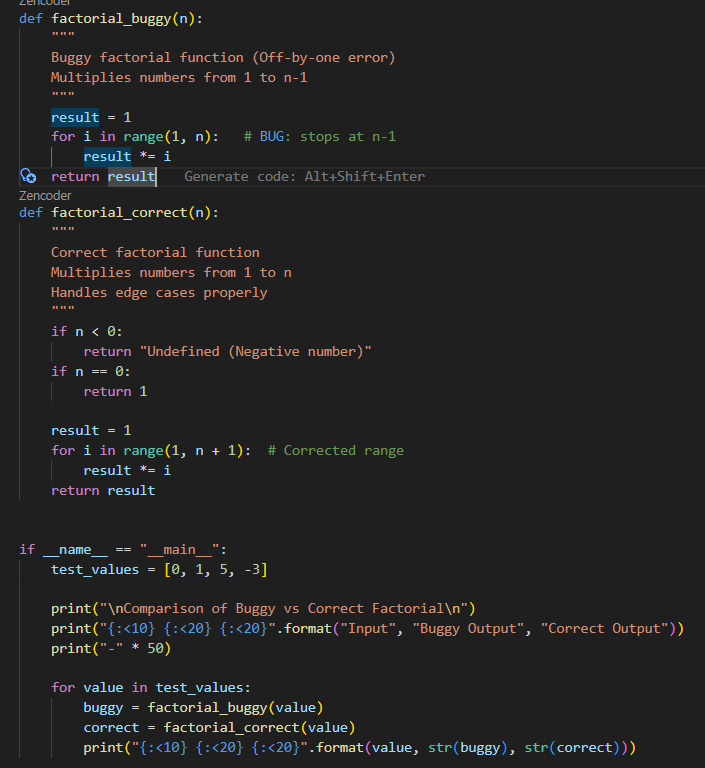 Zencoder
def factorial_buggy(n):
    """
    Buggy factorial function (Off-by-one error)
    Multiplies numbers from 1 to n-1
    """
    result = 1
    for i in range(1, n):   # BUG: stops at n-1
        result *= i
    return result    Generate code: Alt+Shift+Enter
Zencoder
def factorial_correct(n):
    """
    Correct factorial function
    Multiplies numbers from 1 to n
    Handles edge cases properly
    """
    if n < 0:
        return "Undefined (Negative number)"
    if n == 0:
        return 1
    result = 1
    for i in range(1, n + 1):  # Corrected range
        result *= i
    return result
if __name__ == "__main__":
    test_values = [0, 1, 5, -3]
    print("\nComparison of Buggy vs Correct Factorial\n")
    print("{:<10} {:<20} {:<20}".format("Input", "Buggy Output", "Correct Output"))
    print("-" * 50)
    for value in test_values:
        buggy = factorial_buggy(value)
        correct = factorial_correct(value)
        print("{:<10} {:<20} {:<20}".format(value, str(buggy), str(correct)))